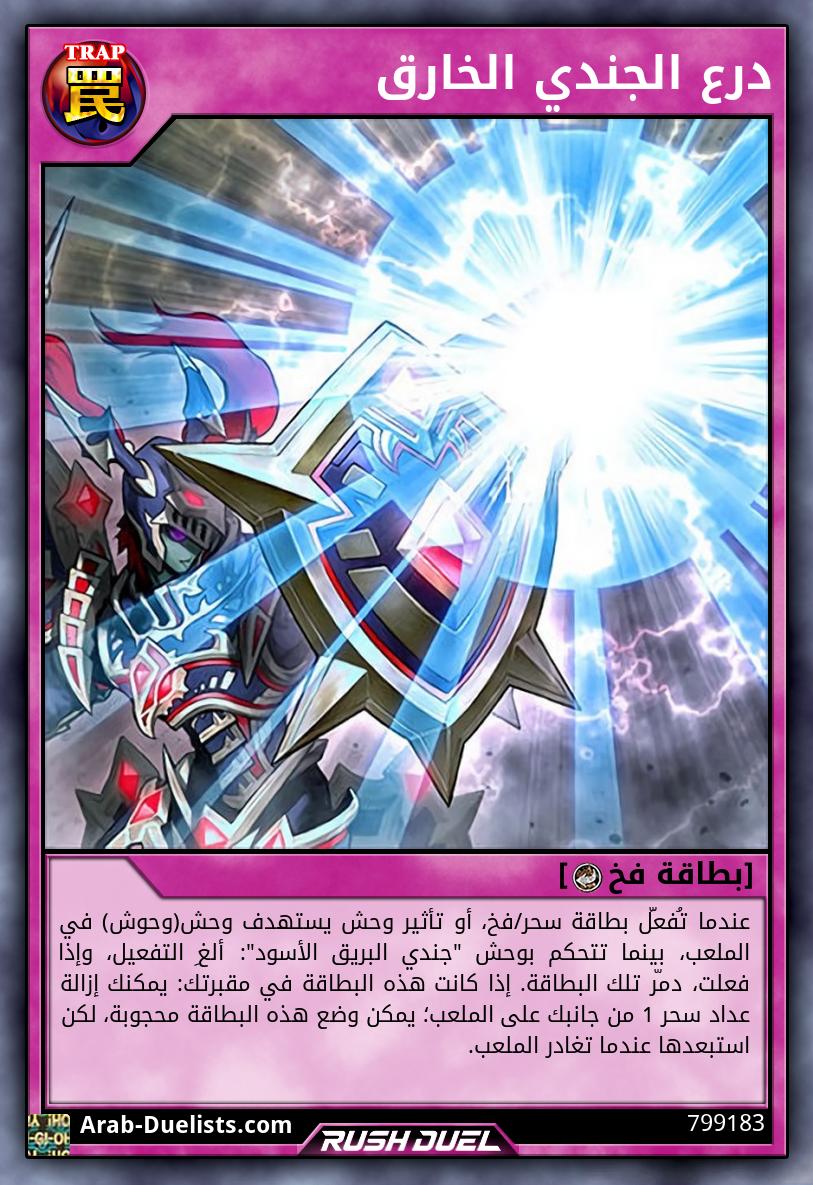 درع الجندي الخارق
TRAP
罠
[بطاقة فخ]
عندما تُفعلّ بطاقة سحر/فخ، أو تأثير وحش يستهدف وحش(وحوش) في
الملعب، بينما تتحكم بوحش "جندي البريق الأسود": ألغِ التفعيل، وإذا
فعلت، دمرّ تلك البطاقة. إذا كانت هذه البطاقة في مقبرتك: يمكنك إزالة
عداد سحر 1 من جانبك على الملعب؛ يمكن وضع هذه البطاقة محجوبة، لكن
استبعدها عندما تغادر الملعب.
Arab-Duelists.com
RUSH DUEL
799183